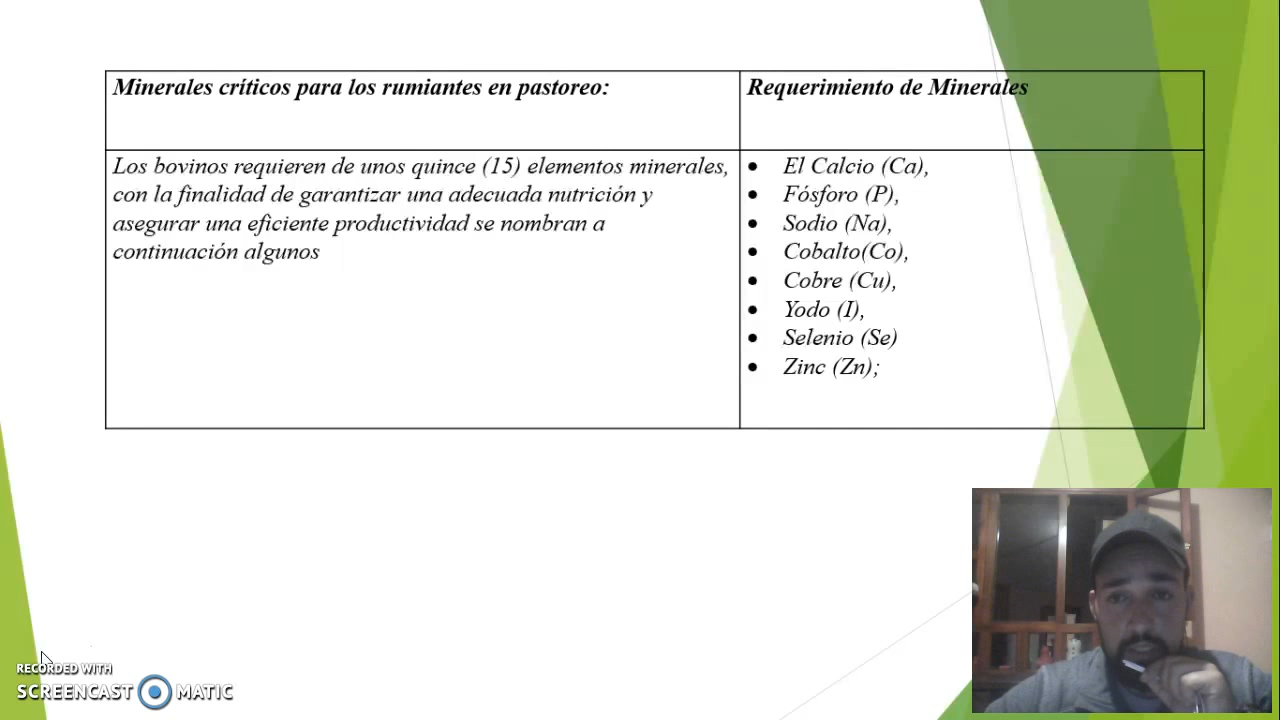 Minerales críticos para los rumiantes en pastoreo:
Requerimiento de Minerales
Los bovinos requieren de unos quince (15) elementos minerales,
con la finalidad de garantizar una adecuada nutrición y
asegurar una eficiente productividad se nombran a
continuación algunos
• El Calcio (Ca),
• Fósforo (P),
• Sodio (Na),
• Cobalto(Co),
• Cobre (Cu),
• Yodo (I),
• Selenio (Se)
• Zinc (Zn);
RECORDED WITH
SCREENCAST MATIC